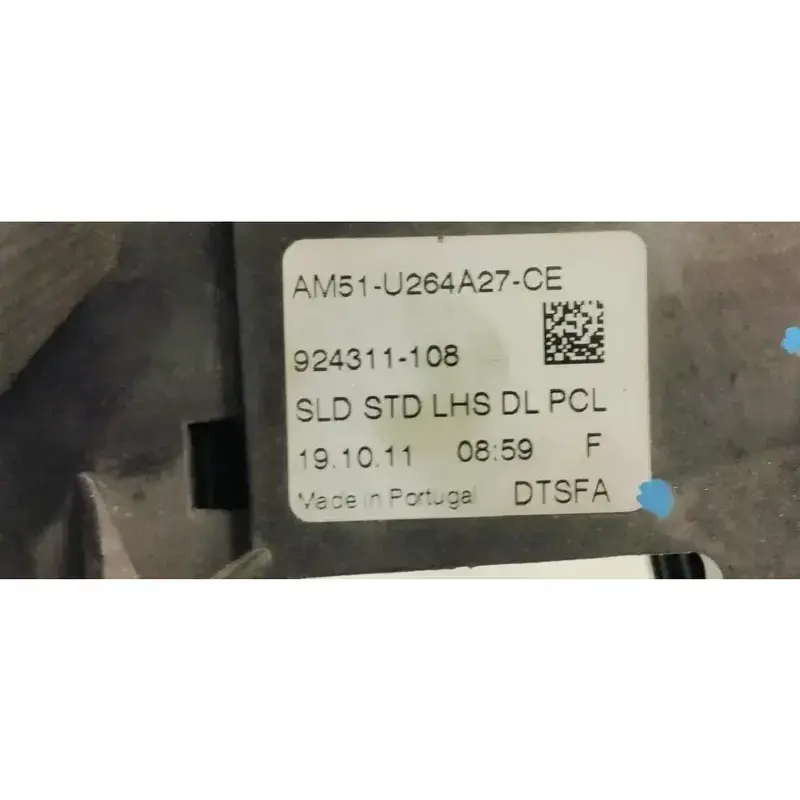 AM51-U264A27-CE
924311-108
SLD STD LHS DL PCL
19.10.11 08:59 F
Made in Portugal DTSFA